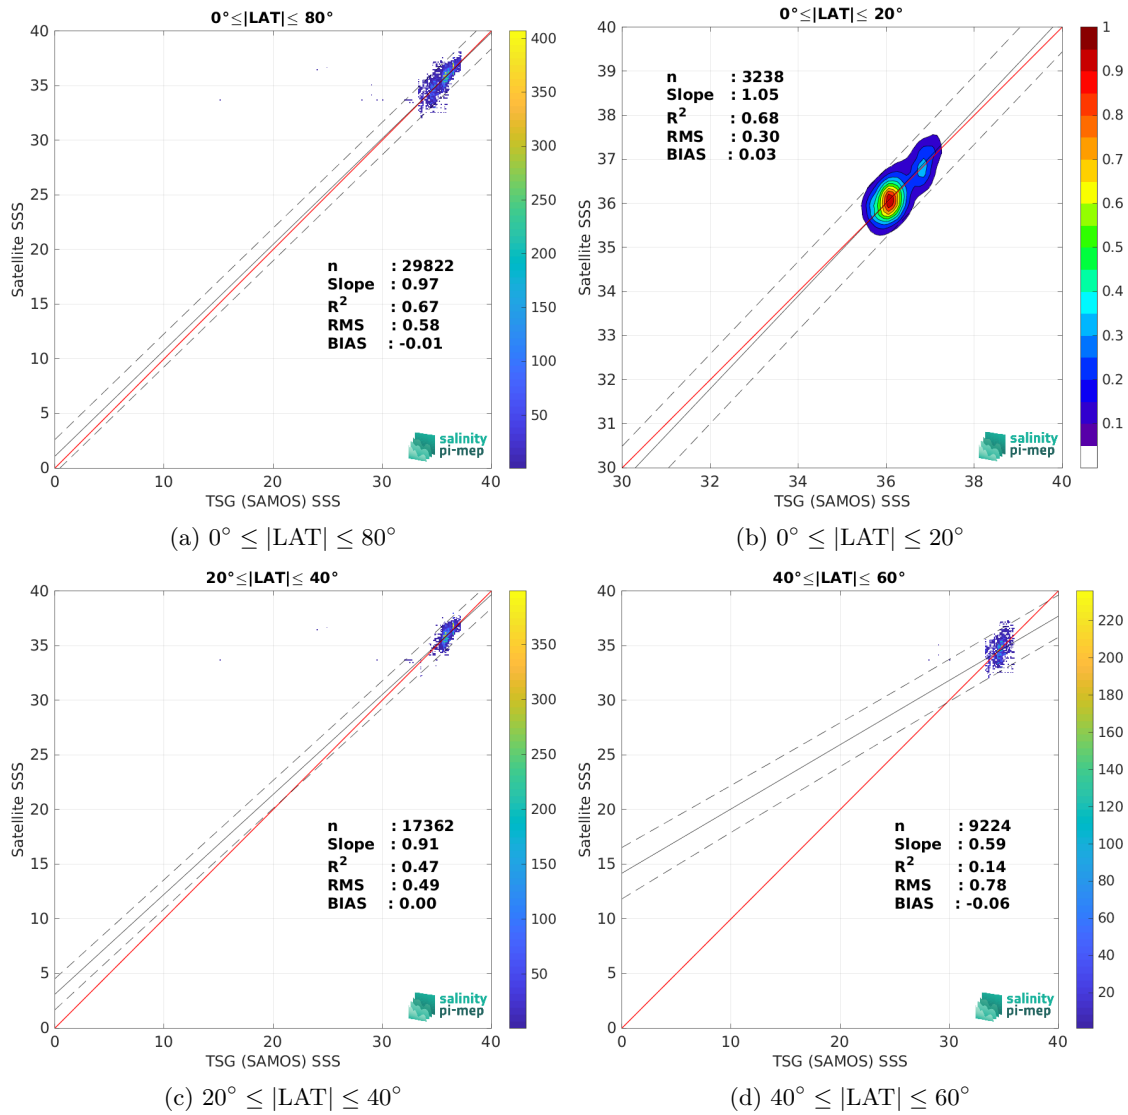 0°≤|LAT|≤ 80°
40
35
30
25
20
15
10
5
0
0
10
20
30
40
Satellite SSS
TSG (SAMOS) SSS
n : 29822
Slope : 0.97
R² : 0.67
RMS : 0.58
BIAS : -0.01
salinity
pi-mep
400
350
300
250
200
150
100
50
(a) 0° ≤ |LAT| ≤ 80°
0°≤|LAT|≤ 20°
40
39
38
37
36
35
34
33
32
31
30
30
32
34
36
38
40
Satellite SSS
TSG (SAMOS) SSS
n : 3238
Slope : 1.05
R² : 0.68
RMS : 0.30
BIAS : 0.03
salinity
pi-mep
1
0.9
0.8
0.7
0.6
0.5
0.4
0.3
0.2
0.1
(b) 0° ≤ |LAT| ≤ 20°
20°≤|LAT|≤ 40°
40
35
30
25
20
15
10
5
0
0
10
20
30
40
Satellite SSS
TSG (SAMOS) SSS
n : 17362
Slope : 0.91
R² : 0.47
RMS : 0.49
BIAS : 0.00
salinity
pi-mep
350
300
250
200
150
100
50
(c) 20° ≤ |LAT| ≤ 40°
40°≤|LAT|≤ 60°
40
35
30
25
20
15
10
5
0
0
10
20
30
40
Satellite SSS
TSG (SAMOS) SSS
n : 9224
Slope : 0.59
R² : 0.14
RMS : 0.78
BIAS : -0.06
salinity
pi-mep
220
200
180
160
140
120
100
80
60
40
20
(d) 40° ≤ |LAT| ≤ 60°